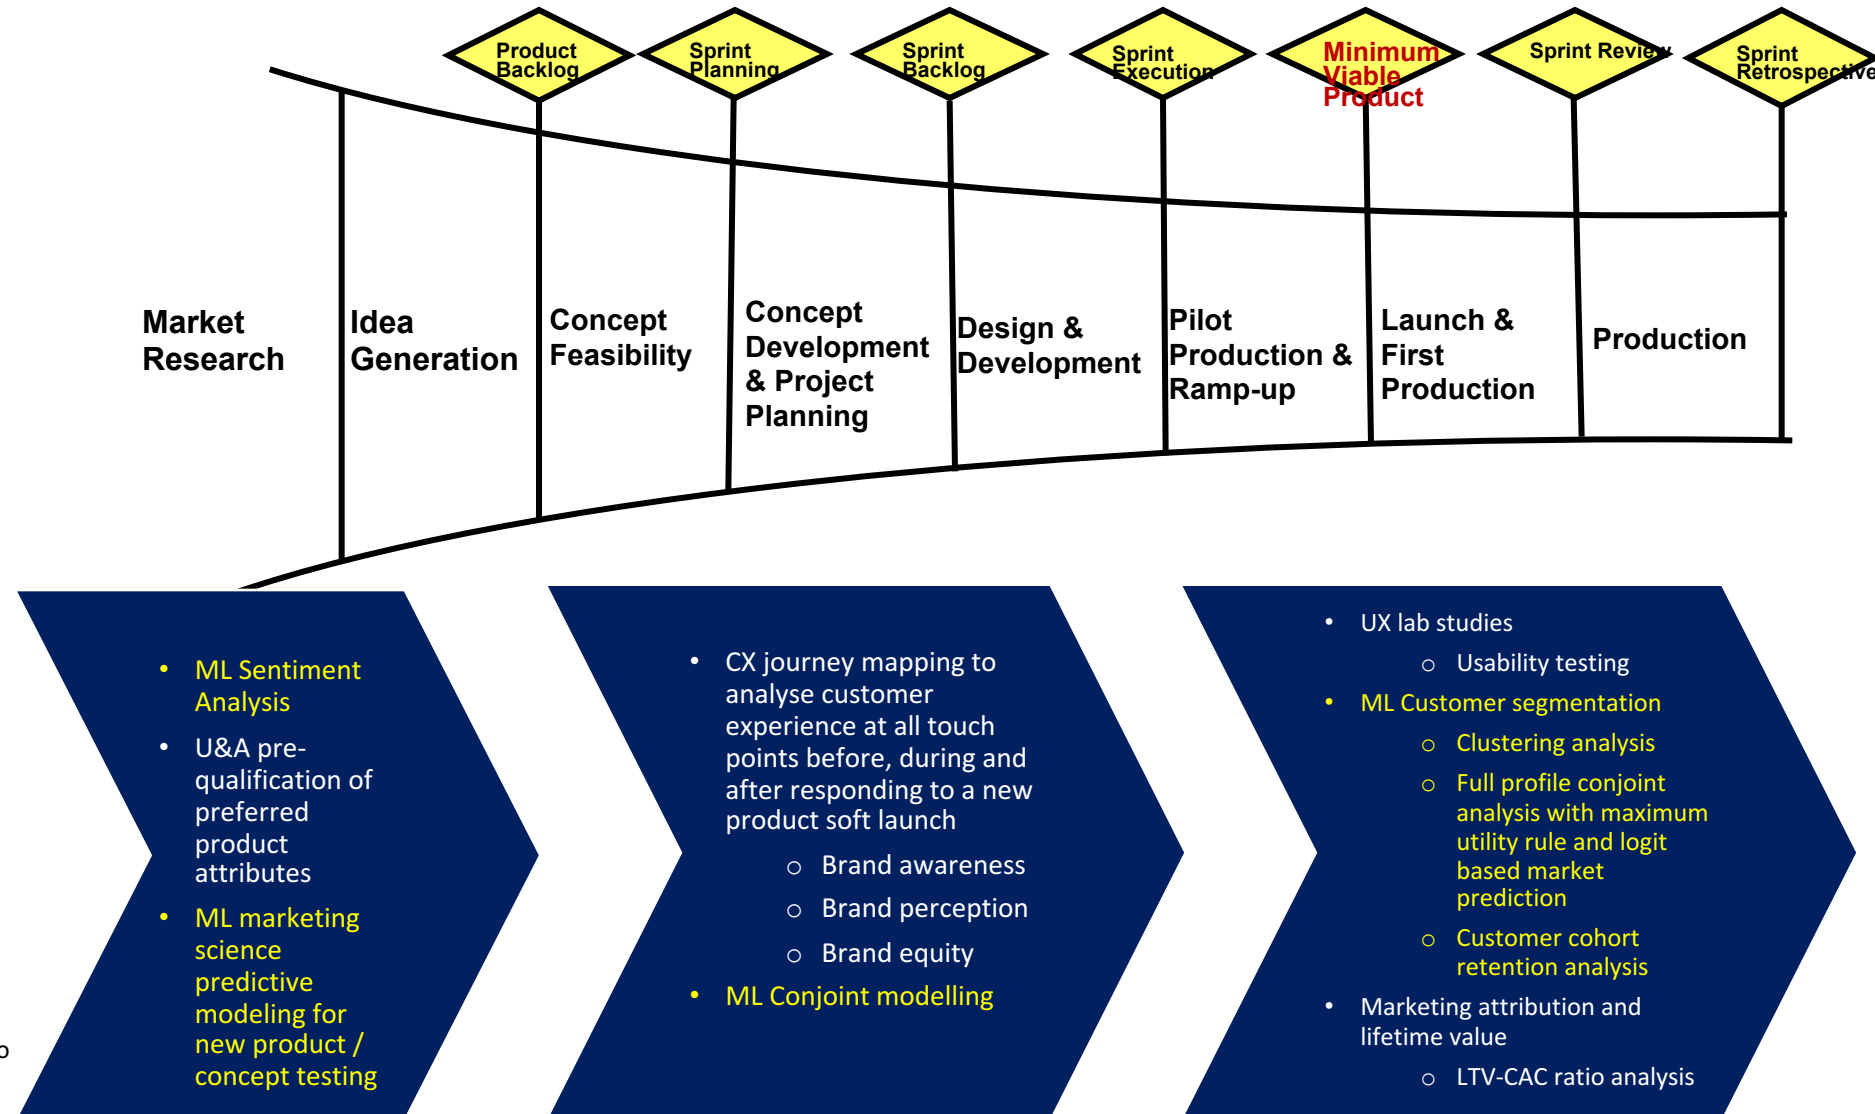 Product
Backlog
Sprint
Planning
Sprint
Backlog
Sprint
Execution
Minimum
Viable
Product
Sprint Review
Sprint
Retrospective
Market
Research
Idea
Generation
Concept
Feasibility
Concept
Development
& Project
Planning
Design &
Development
Pilot
Production &
Ramp-up
Launch &
First
Production
Production
• ML Sentiment
Analysis
• U&A pre-
qualification of
preferred
product
attributes
• ML marketing
science
predictive
modeling for
new product /
concept testing
• CX journey mapping to
analyse customer
experience at all touch
points before, during and
after responding to a new
product soft launch
o Brand awareness
o Brand perception
o Brand equity
• ML Conjoint modelling
• UX lab studies
o Usability testing
• ML Customer segmentation
o Clustering analysis
o Full profile conjoint
analysis with maximum
utility rule and logit
based market
prediction
o Customer cohort
retention analysis
• Marketing attribution and
lifetime value
o LTV-CAC ratio analysis
o